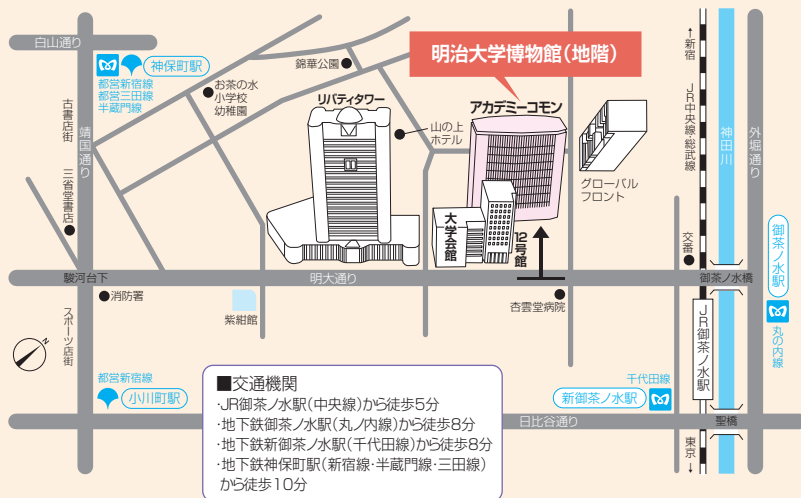 明治大学博物館（地階）
白山通り
神保町駅
都営新宿線
都営三田線
半蔵門線
お茶の水
小学校
幼稚園
錦華公園
リバティタワー
山の上
ホテル
アカデミーコモン
グローバル
フロント
大学会館
12号館
↑新宿
JR中央線・総武線
神田川
外堀通り
古書店街
靖国通り
三省堂書店
交番
御茶ノ水駅
丸の内線
駿河台下
明大通り
御茶ノ水橋
消防署
紫紺館
杏雲堂病院
スポーツ店街
N
JR御茶ノ水駅
都営新宿線
小川町駅
千代田線
新御茶ノ水駅
日比谷通り
聖橋
東京↓
■交通機関
・JR御茶ノ水駅（中央線）から徒歩5分
・地下鉄御茶ノ水駅（丸ノ内線）から徒歩8分
・地下鉄新御茶ノ水駅（千代田線）から徒歩8分
・地下鉄神保町駅（新宿線・半蔵門線・三田線）
から徒歩10分